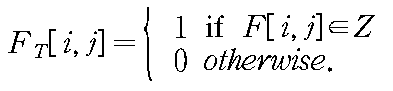 F_T[i, j] = { 1 if F[i, j] ∈ Z
0 otherwise.